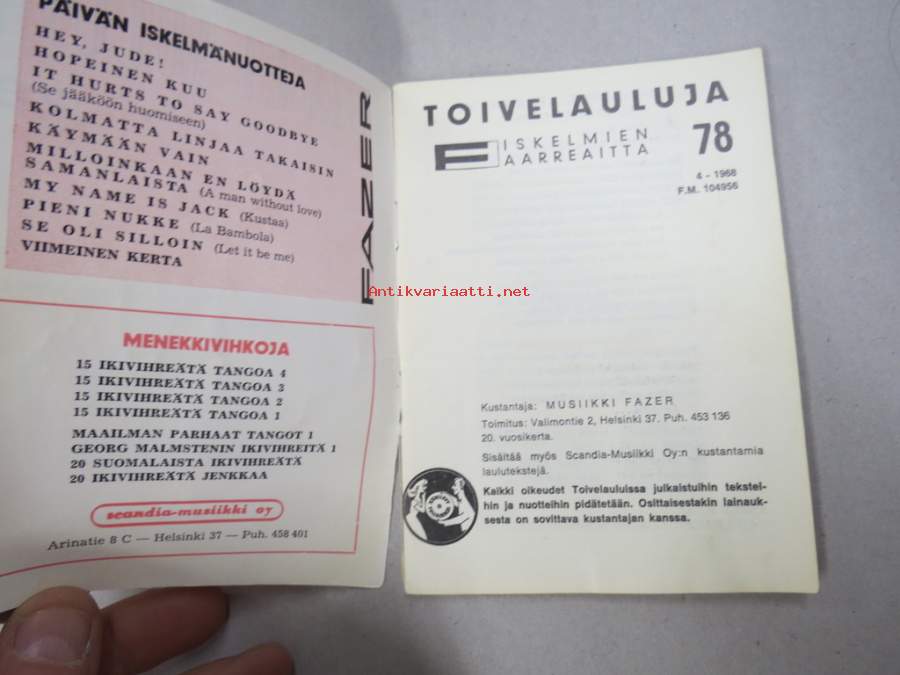 PÄIVÄN ISKELMÄNUOTTEJA
HEY, JUDE!
HOPEINEN KUU
IT HURTS TO SAY GOODBYE
(Se jääköön huomiseen)
KOLMATTA LINJAA TAKAISIN
KÄYMÄÄN VAIN
MILLOINKAAN EN LÖYDÄ
SAMANLAISTA (A man without love)
MY NAME IS JACK (Kustaa)
PIENI NUKKE (La Bambola)
SE OLI SILLOIN (Let it be me)
VIIMEINEN KERTA
FAZER
MENEKKIVIHKOJA
15 IKIVIHREÄTÄ TANGOA 4
15 IKIVIHREÄTÄ TANGOA 3
15 IKIVIHREÄTÄ TANGOA 2
15 IKIVIHREÄTÄ TANGOA 1
MAAILMAN PARHAAT TANGOT 1
GEORG MALMSTENIN IKIVIHREITÄ 1
20 SUOMALAISTA IKIVIHREÄTÄ
20 IKIVIHREÄTÄ JENKKAA
scandia-musiikki oy
Arinatie 8 C — Helsinki 37 — Puh. 458 401
TOIVELAULUJA
F ISKELMIEN
AARREAITTA
78
4 - 1968
F.M. 104956
Antikvariaatti.net
Kustantaja: MUSIIKKI FAZER
Toimitus: Valimontie 2, Helsinki 37. Puh. 453 136
20. vuosikerta.
Sisältää myös Scandia-Musiikki Oy:n kustantamia
laulutekstejä.
Kaikki oikeudet Toivelauluissa julkaistuihin tekstei-
hin ja nuotteihin pidätetään. Osittaisestakin lainauk-
sesta on sovittava kustantajan kanssa.